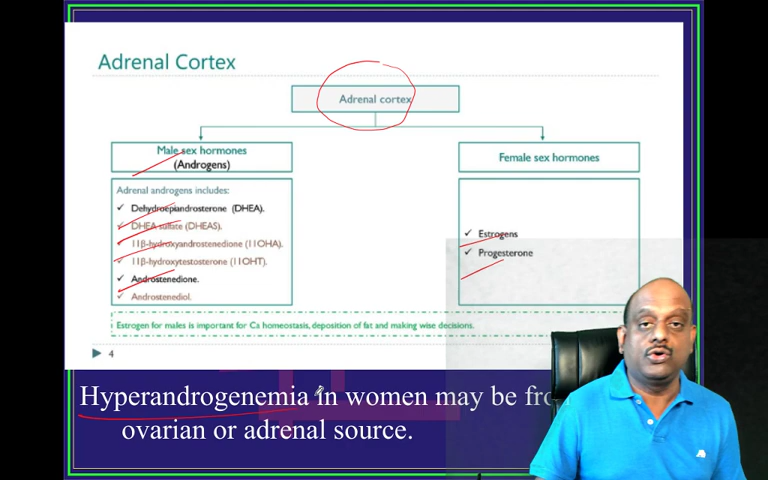 Adrenal Cortex
Adrenal cortex
Male sex hormones
(Androgens)
Adrenal androgens includes:
✓ Dehydroepiandrosterone (DHEA).
✓ DHEA sulfate (DHEAS).
✓ 11β-hydroxyandrostenedione (11OHA).
✓ 11β-hydroxytestosterone (11OHT).
✓ Androstenedione.
✓ Androstenediol.
Female sex hormones
✓ Estrogens
✓ Progesterone
Estrogen for males is important for Ca homeostasis, deposition of fat and making wise decisions.
4
Hyperandrogenemia in women may be
ovarian or adrenal source.